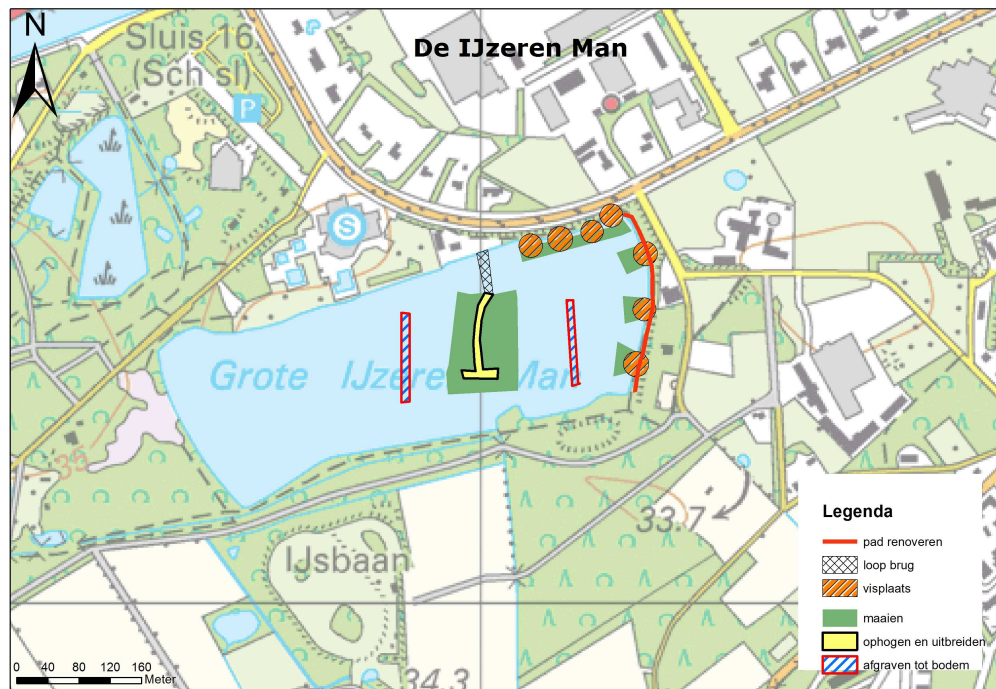 N
De IJzeren Man
Sluis 16
(Sch sl)
P
S
Grote IJzeren Man
35
33.7
IJsbaan
34.3
Legenda
pad renoveren
loop brug
visplaats
maaien
ophogen en uitbreiden
afgraven tot bodem
0 40 80 120 160
Meter